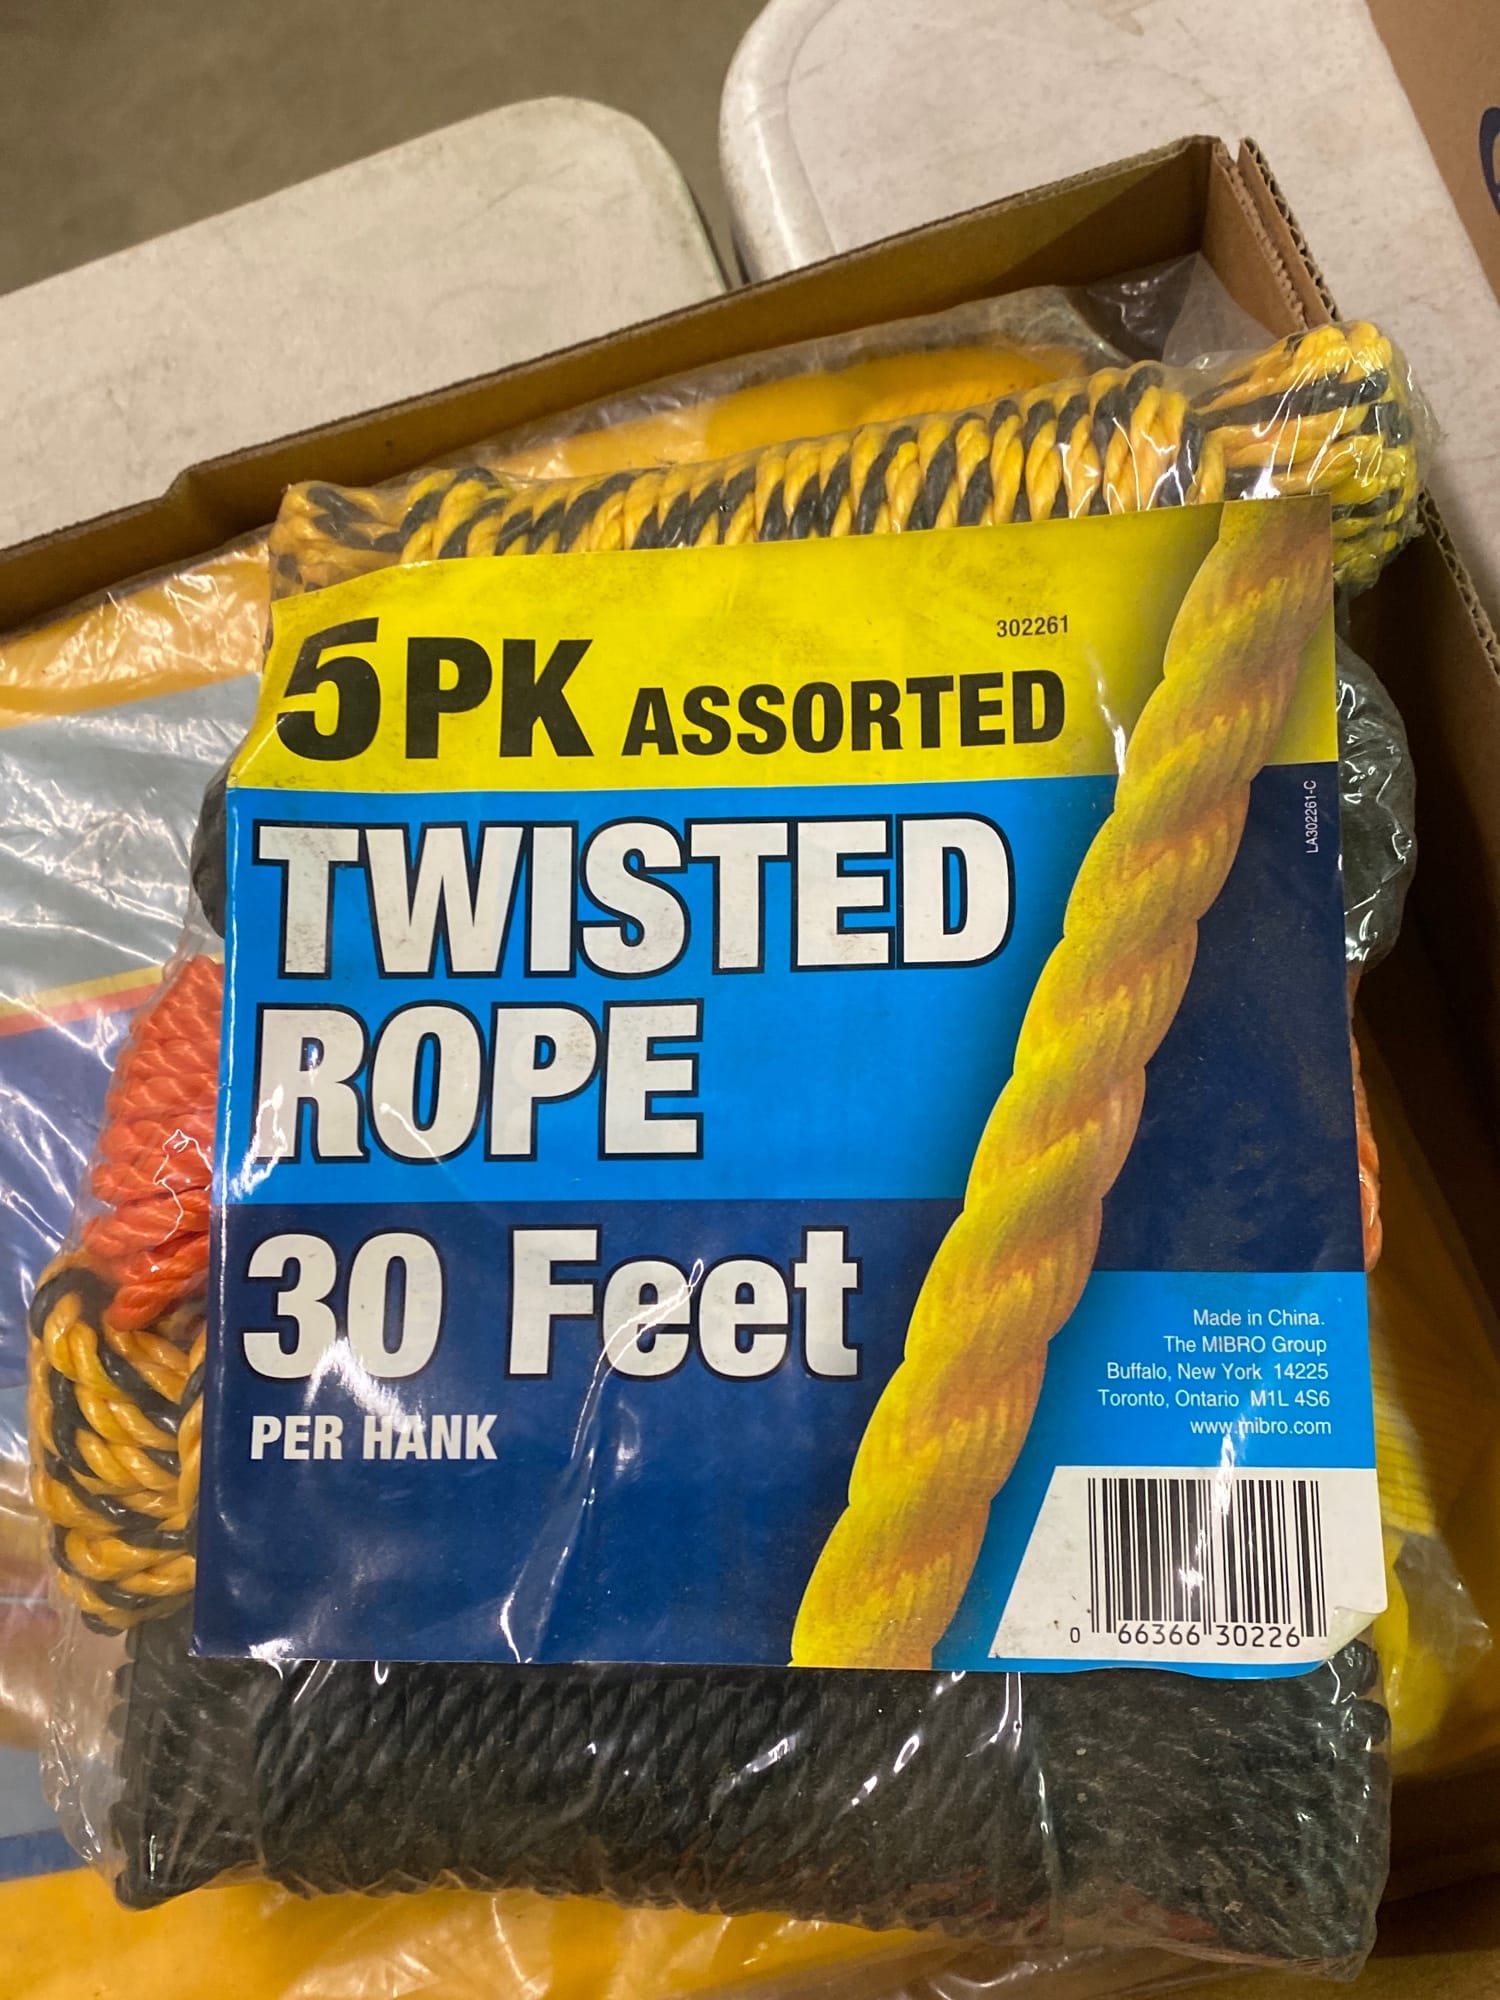 302261
5PK ASSORTED
TWISTED
ROPE
30 Feet
PER HANK
LA302261-C
Made in China.
The MIBRO Group
Buffalo, New York 14225
Toronto, Ontario M1L 4S6
www.mibro.com
0 66366 30226